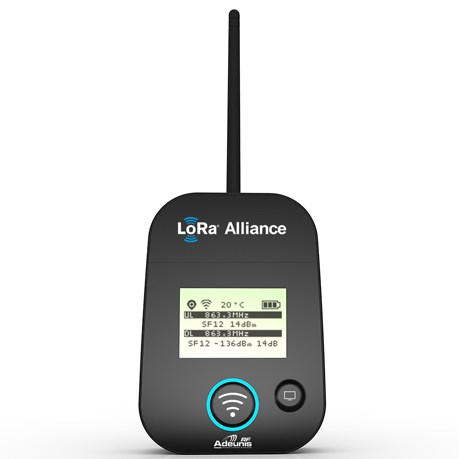 LoRa® Alliance
20°C
UL 863.3MHz
SF12 14dBm
DL 863.3MHz
SF12 -136dBm 14dB
Adeunis RF